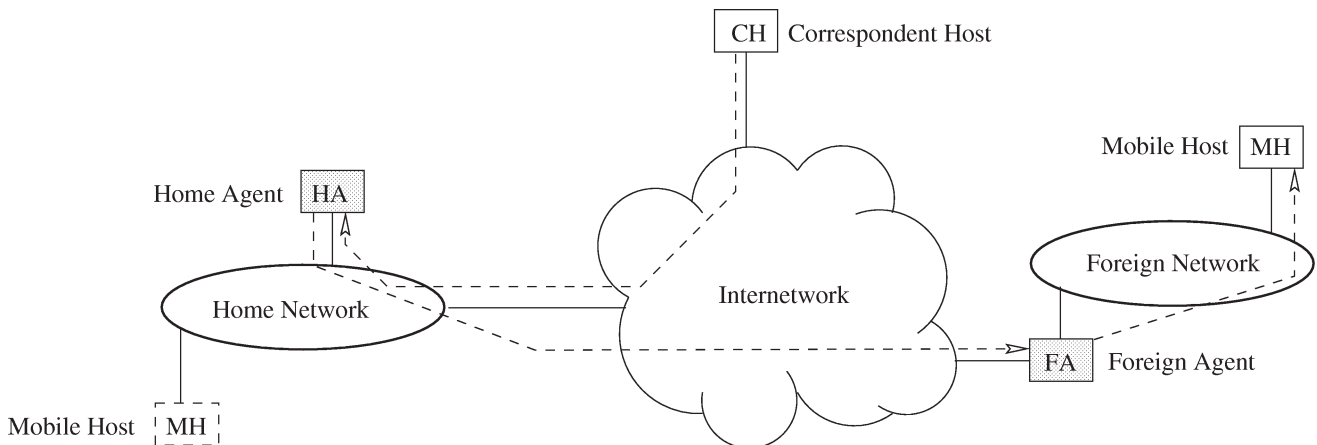 CH Correspondent Host
Mobile Host MH
Home Agent HA
Foreign Network
Internetwork
Home Network
FA Foreign Agent
Mobile Host MH